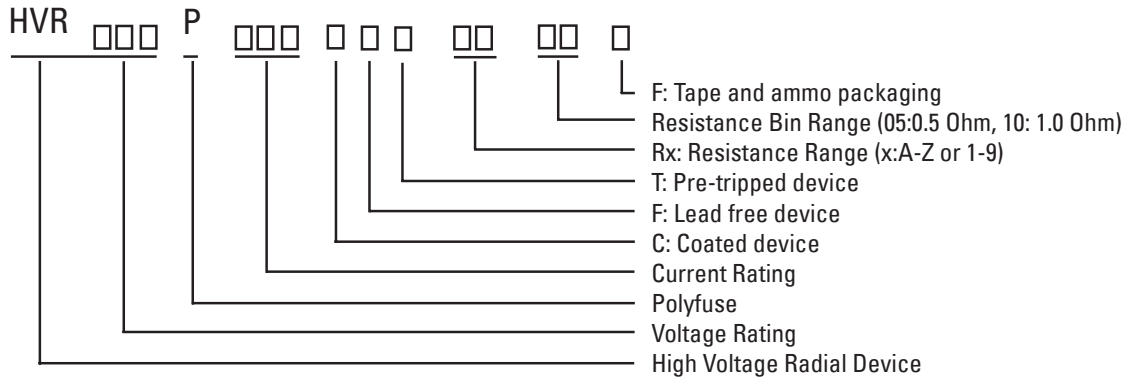 HVR □□□ P □□□ □ □ □ □□ □□ □
F: Tape and ammo packaging
Resistance Bin Range (05:0.5 Ohm, 10: 1.0 Ohm)
Rx: Resistance Range (x:A-Z or 1-9)
T: Pre-tripped device
F: Lead free device
C: Coated device
Current Rating
Polyfuse
Voltage Rating
High Voltage Radial Device